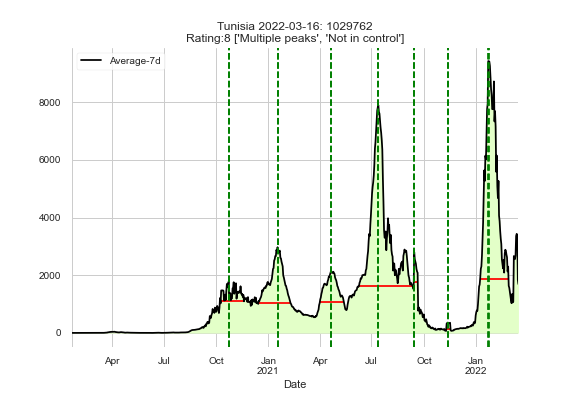 Tunisia 2022-03-16: 1029762
Rating:8 ['Multiple peaks', 'Not in control']
Average-7d
8000
6000
4000
2000
0
Apr Jul Oct Jan Apr Jul Oct Jan
2021 2022
Date